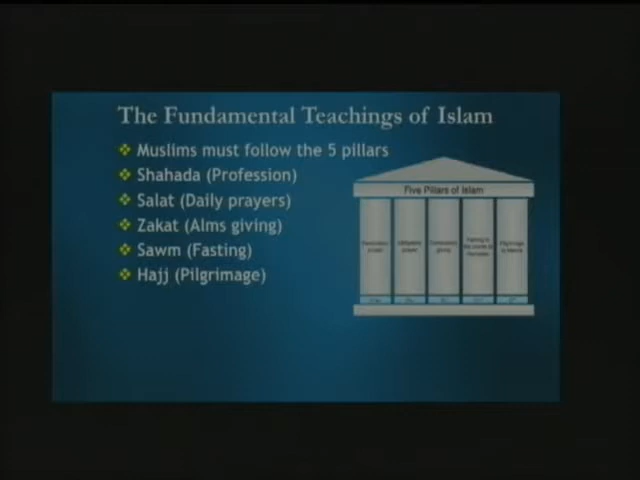 The Fundamental Teachings of Islam
Muslims must follow the 5 pillars
Shahada (Profession)
Salat (Daily prayers)
Zakat (Alms giving)
Sawm (Fasting)
Hajj (Pilgrimage)
Five Pillars of Islam